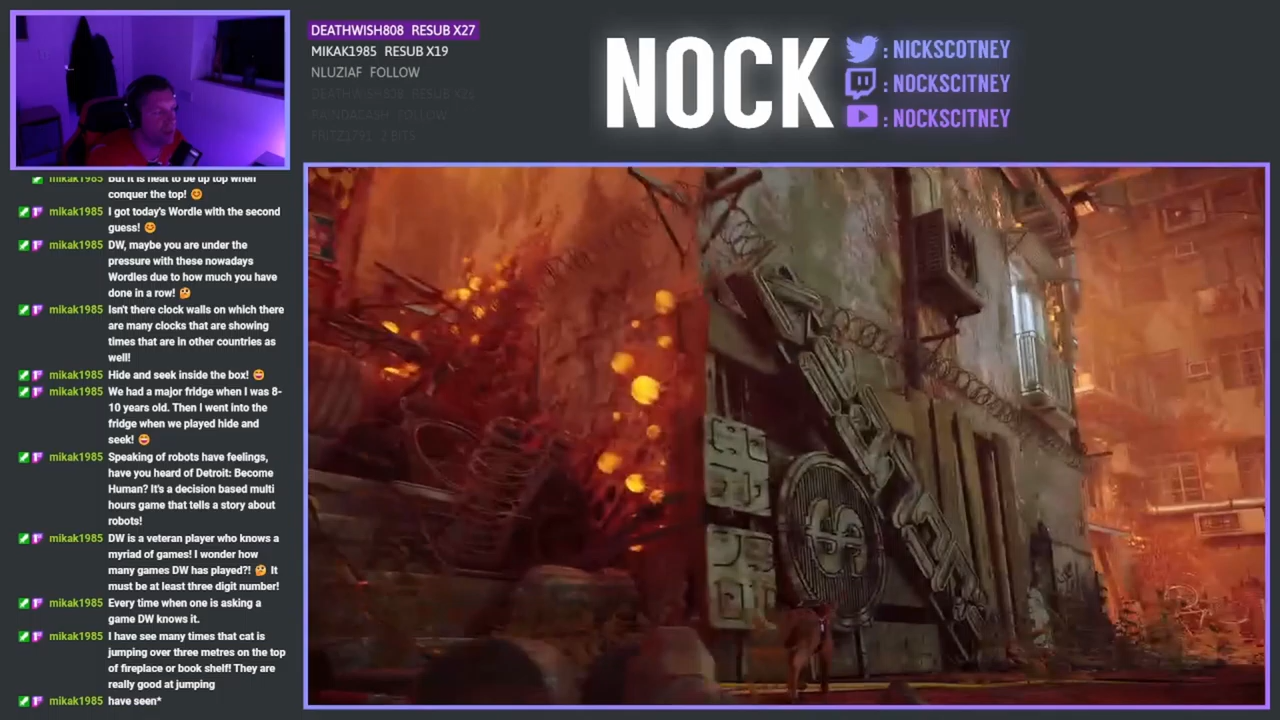 DEATHWISH808 RESUB X27
MIKAK1985 RESUB X19
NLUZIAF FOLLOW
DEATHWISH808 RESUB X26
FRITZ1791 2 BITS
NOCK
: NICKSCOTNEY
: NOCKSCITNEY
: NOCKSCITNEY
mikak1985 But it is neat to be up top when
conquer the top! 😊
mikak1985 I got today's Wordle with the second
guess! 😊
mikak1985 DW, maybe you are under the
pressure with these nowadays
Wordles due to how much you have
done in a row! 🤔
mikak1985 Isn't there clock walls on which there
are many clocks that are showing
times that are in other countries as
well!
mikak1985 Hide and seek inside the box! 😄
mikak1985 We had a major fridge when I was 8-
10 years old. Then I went into the
fridge when we played hide and
seek! 😄
mikak1985 Speaking of robots have feelings,
have you heard of Detroit: Become
Human? It's a decision based multi
hours game that tells a story about
robots!
mikak1985 DW is a veteran player who knows a
myriad of games! I wonder how
many games DW has played?! 🤔 It
must be at least three digit number!
mikak1985 Every time when one is asking a
game DW knows it.
mikak1985 I have see many times that cat is
jumping over three metres on the top
of fireplace or book shelf! They are
really good at jumping
mikak1985 have seen*
$